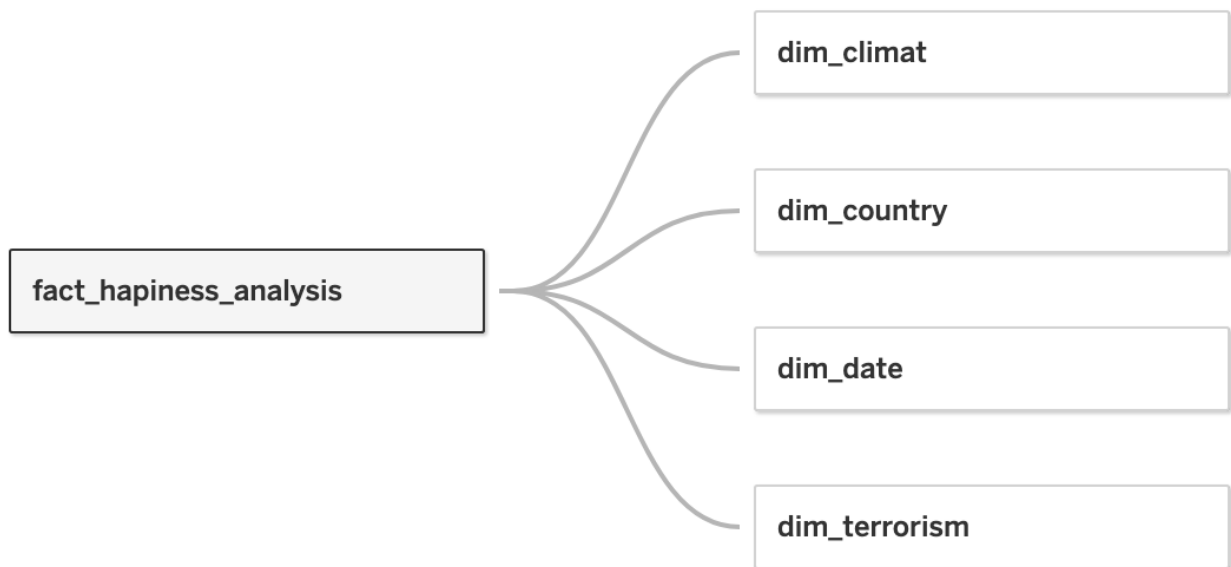 dim_climat
dim_country
fact_hapiness_analysis
dim_date
dim_terrorism